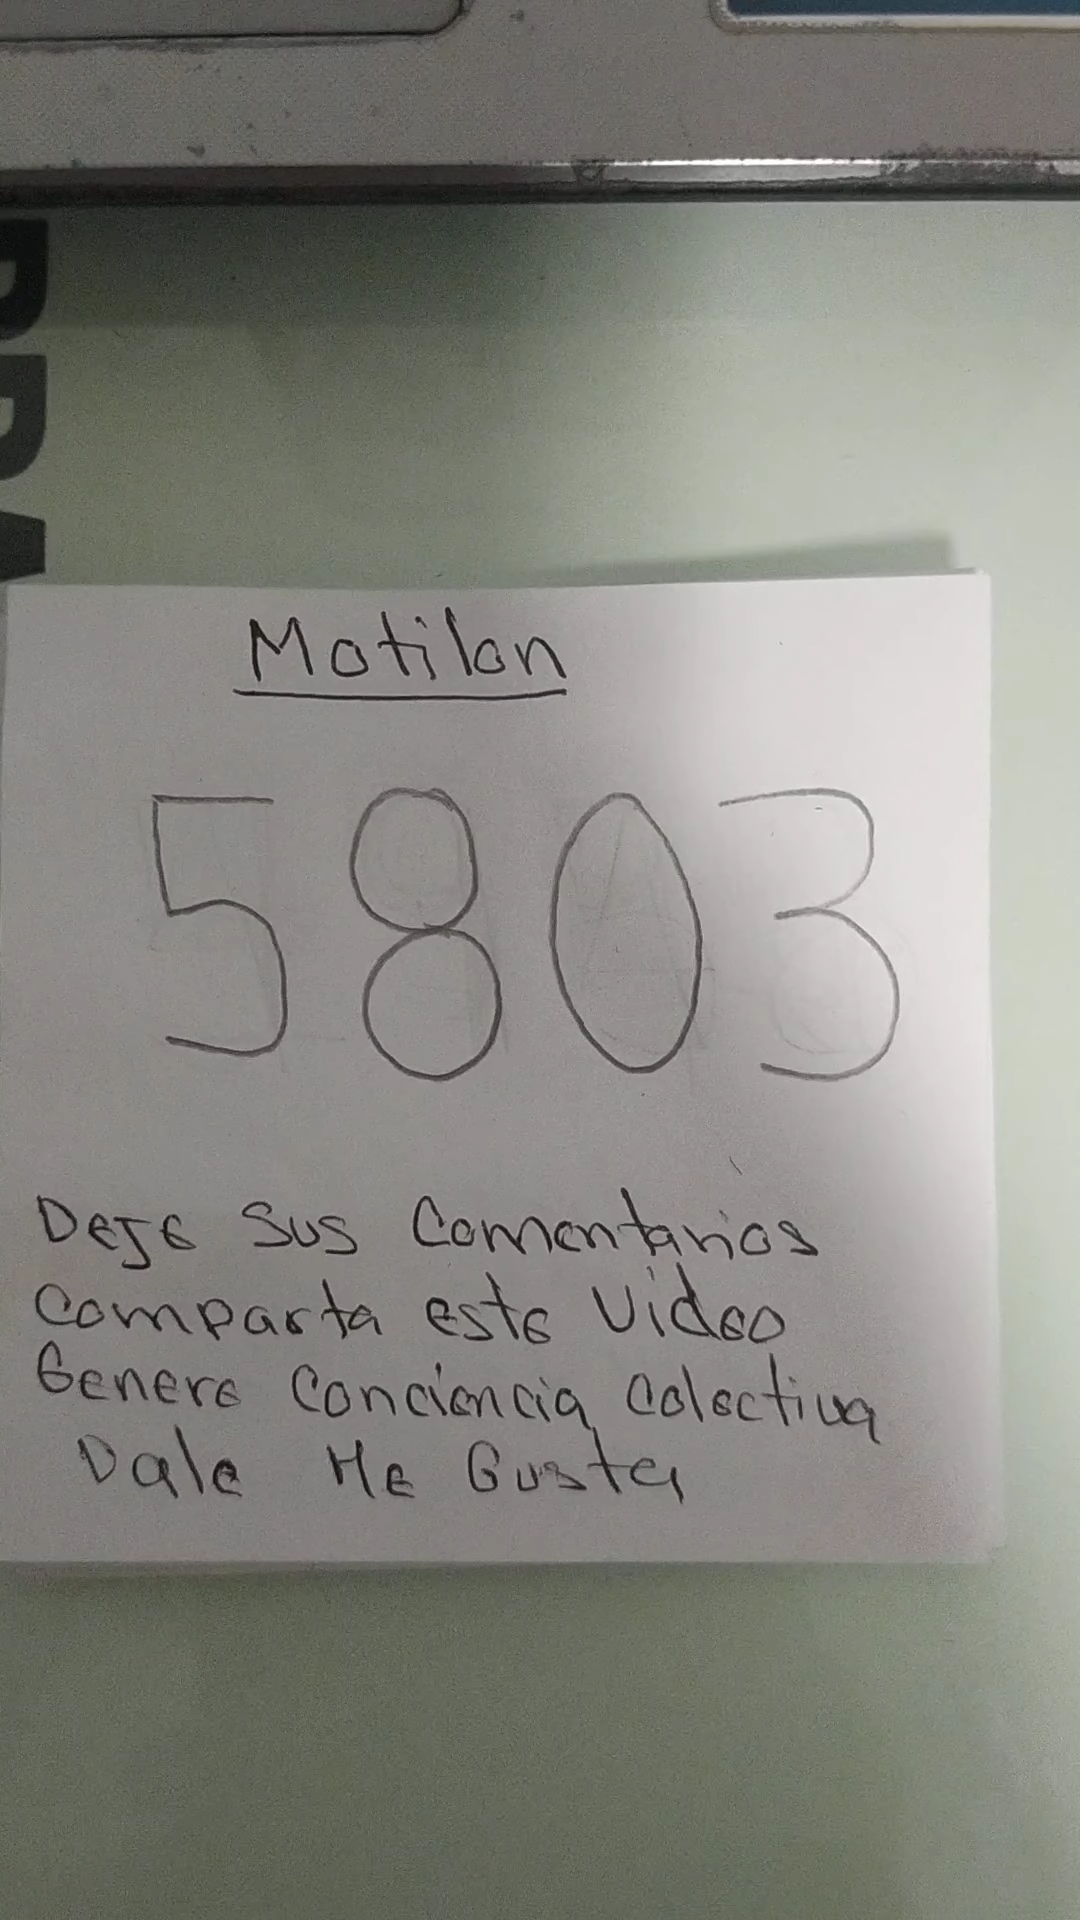 Motilon
5803
Deje sus Comentarios
Comparta este Video
Genere Conciencia Colectiva
Dale Me Gusta